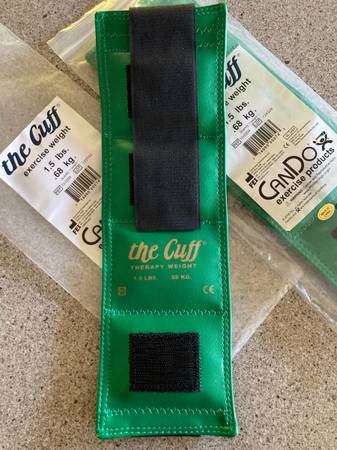 the Cuff®
exercise weight
1.5 lbs.
.68 kg.
CANDO
the Cuff
exercise weight
1.5 lbs.
.68 kg.
CANDO
exercise products
the Cuff®
THERAPY WEIGHT
1.5 LBS. .68 KG.
CE